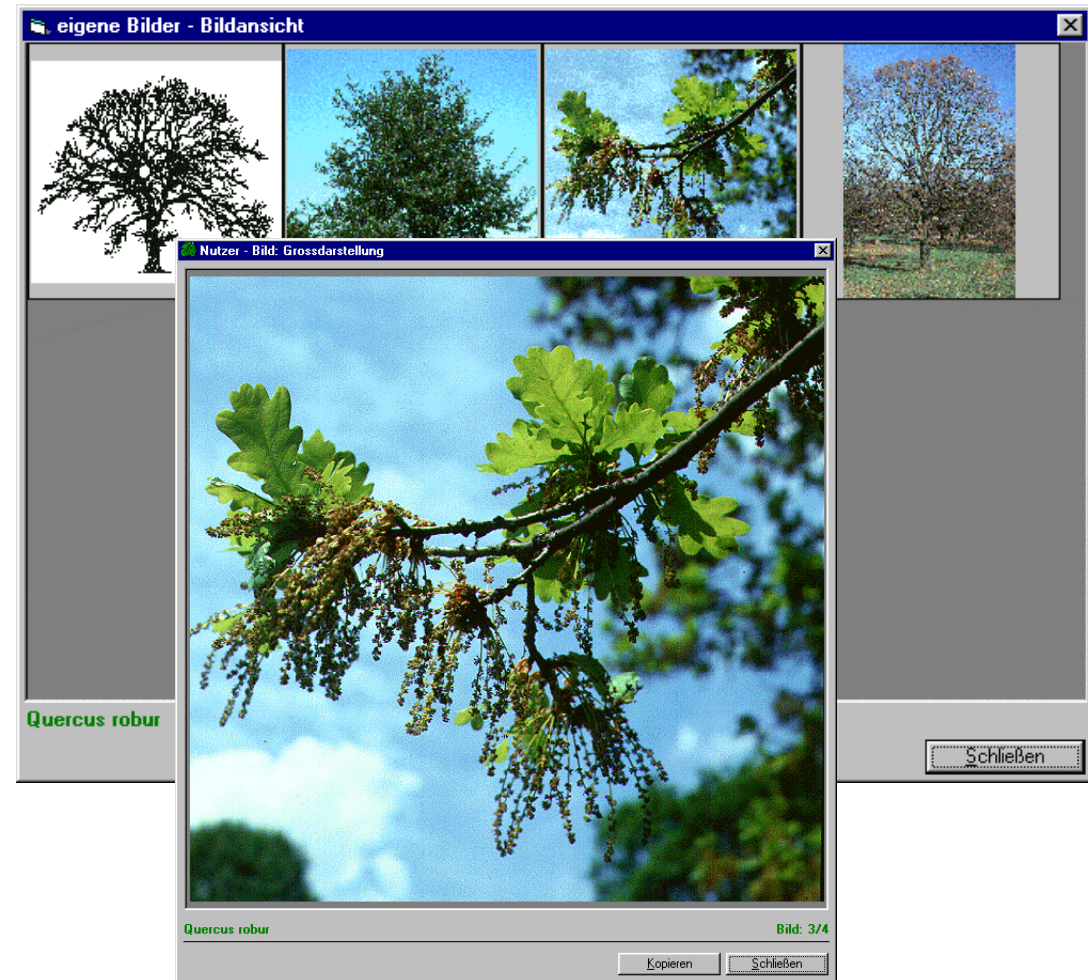 eigene Bilder - Bildansicht
Nutzer - Bild: Grossdarstellung
Quercus robur
Schließen
Quercus robur
Bild: 3/4
Kopieren
Schließen